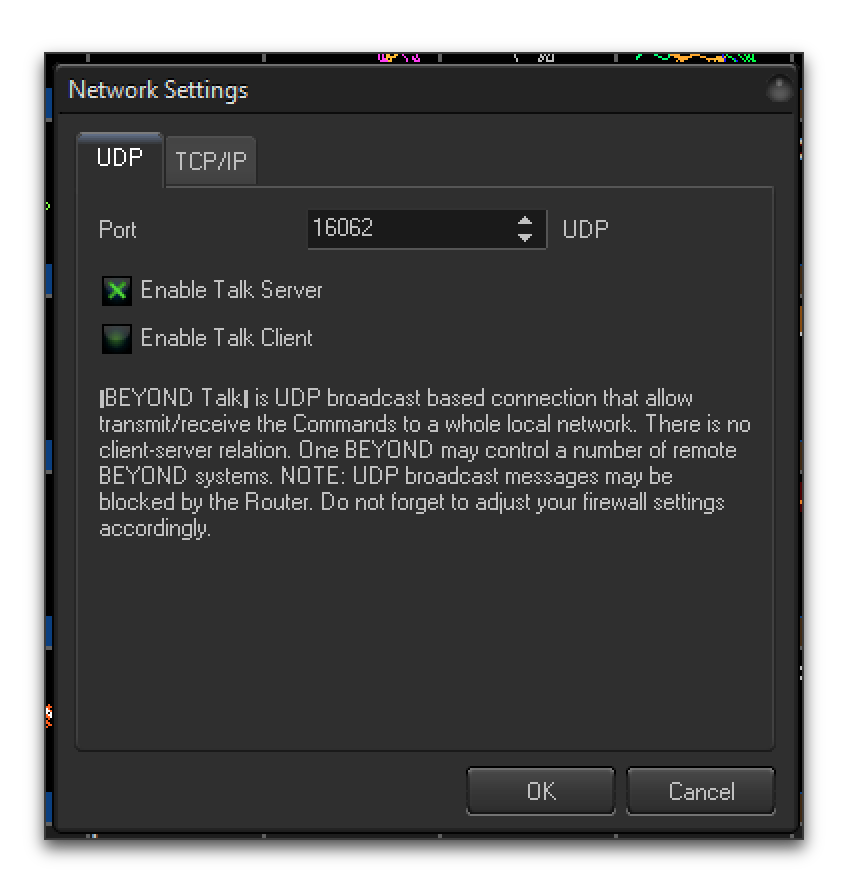 Network Settings
UDP TCP/IP
Port 16062 UDP
Enable Talk Server
Enable Talk Client
|BEYOND Talk| is UDP broadcast based connection that allow
transmit/receive the Commands to a whole local network. There is no
client-server relation. One BEYOND may control a number of remote
BEYOND systems. NOTE: UDP broadcast messages may be
blocked by the Router. Do not forget to adjust your firewall settings
accordingly.
OK Cancel